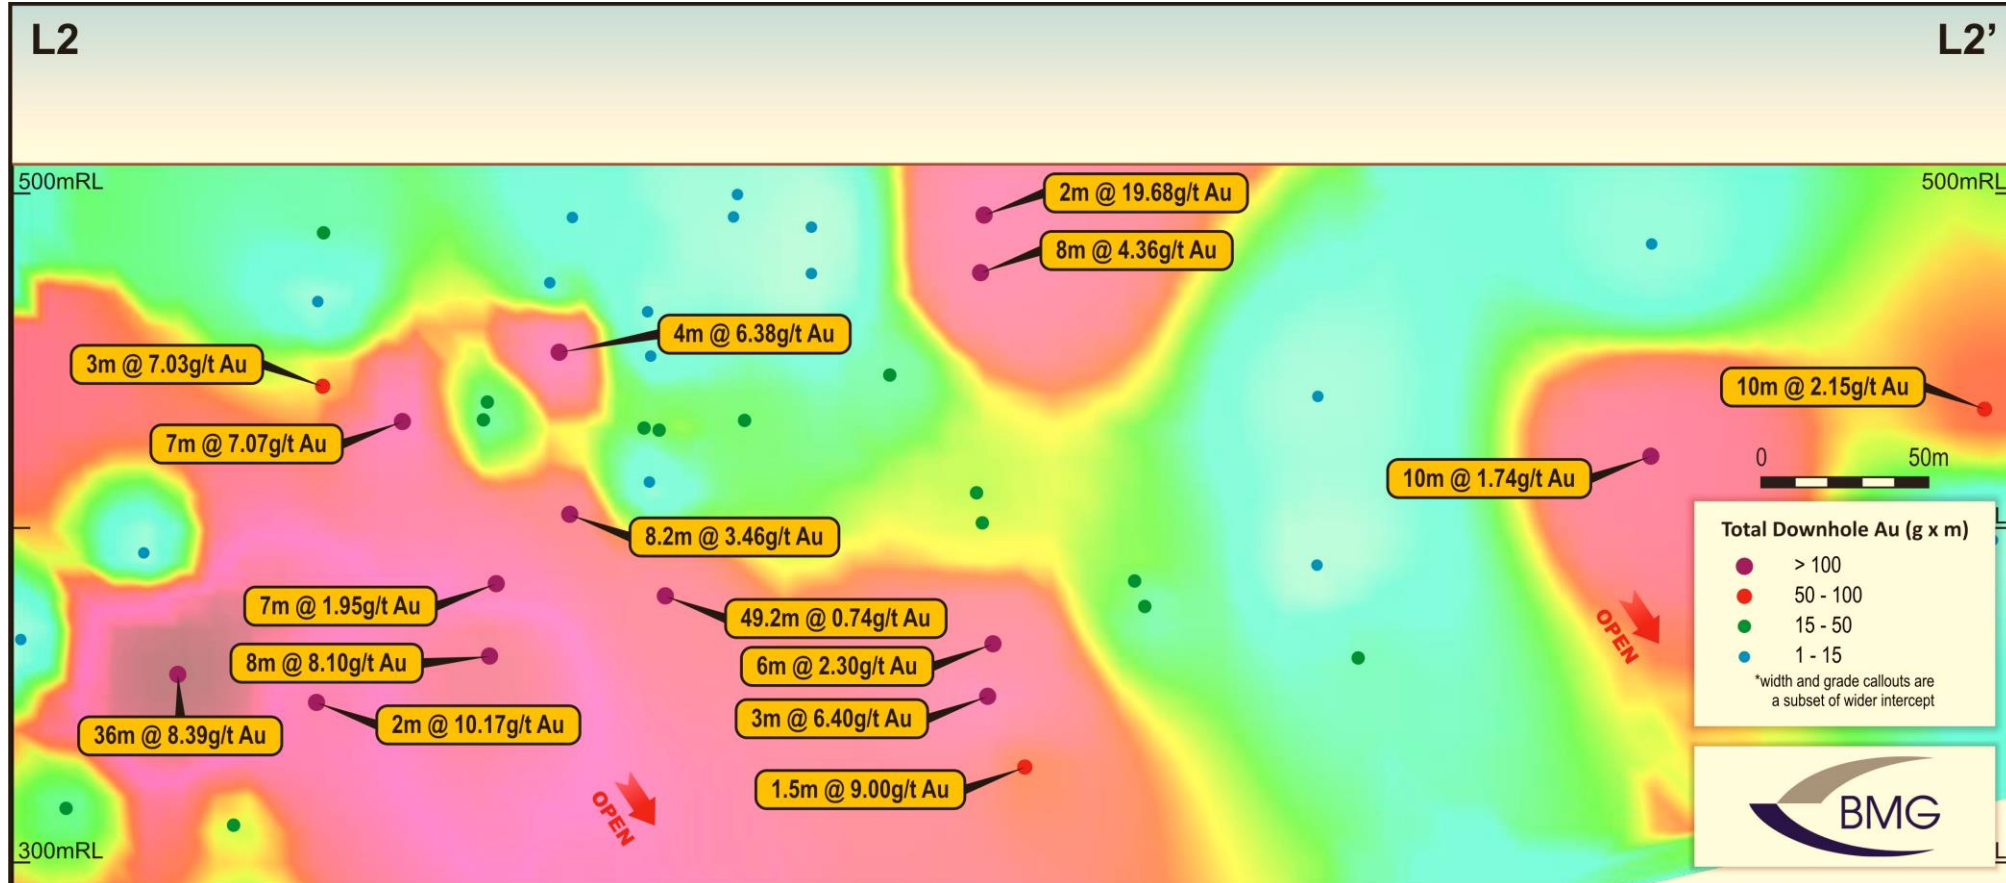 L2
L2’
500mRL
500mRL
2m @ 19.68g/t Au
8m @ 4.36g/t Au
4m @ 6.38g/t Au
3m @ 7.03g/t Au
10m @ 2.15g/t Au
7m @ 7.07g/t Au
10m @ 1.74g/t Au
0
50m
8.2m @ 3.46g/t Au
7m @ 1.95g/t Au
49.2m @ 0.74g/t Au
8m @ 8.10g/t Au
6m @ 2.30g/t Au
36m @ 8.39g/t Au
2m @ 10.17g/t Au
3m @ 6.40g/t Au
1.5m @ 9.00g/t Au
OPEN
OPEN
Total Downhole Au (g x m)
> 100
50 - 100
15 - 50
1 - 15
*width and grade callouts are
a subset of wider intercept
BMG
300mRL